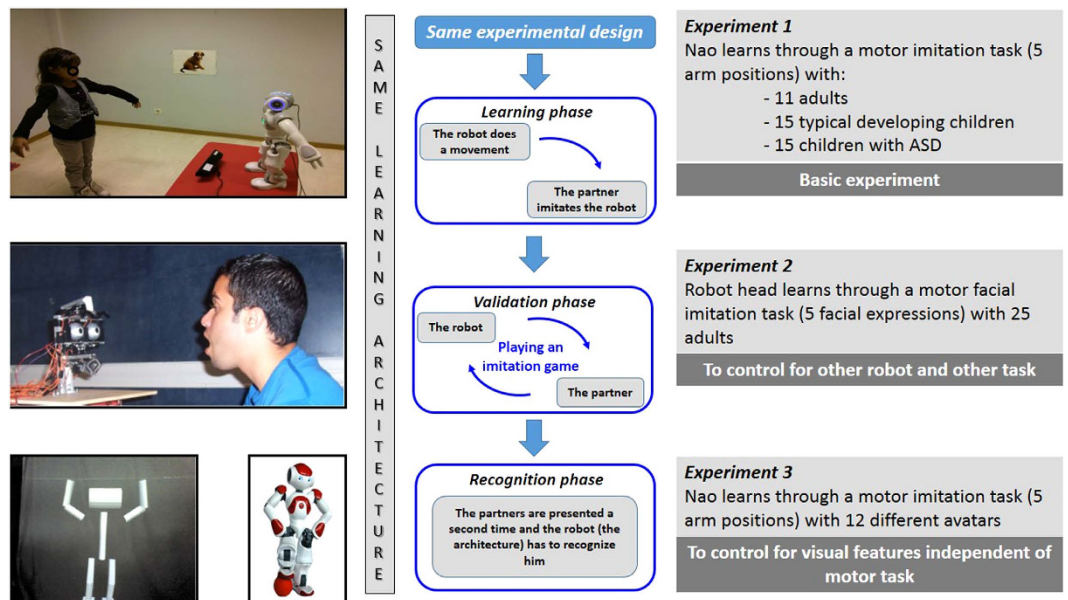 SAME LEARNING ARCHITECTURE
Same experimental design
Learning phase
The robot does
a movement
The partner
imitates the robot
Validation phase
The robot
Playing an
imitation game
The partner
Recognition phase
The partners are presented
a second time and the robot (the
architecture) has to recognize
him
Experiment 1
Nao learns through a motor imitation task (5
arm positions) with:
- 11 adults
- 15 typical developing children
- 15 children with ASD
Basic experiment
Experiment 2
Robot head learns through a motor facial
imitation task (5 facial expressions) with 25
adults
To control for other robot and other task
Experiment 3
Nao learns through a motor imitation task (5
arm positions) with 12 different avatars
To control for visual features independent of
motor task